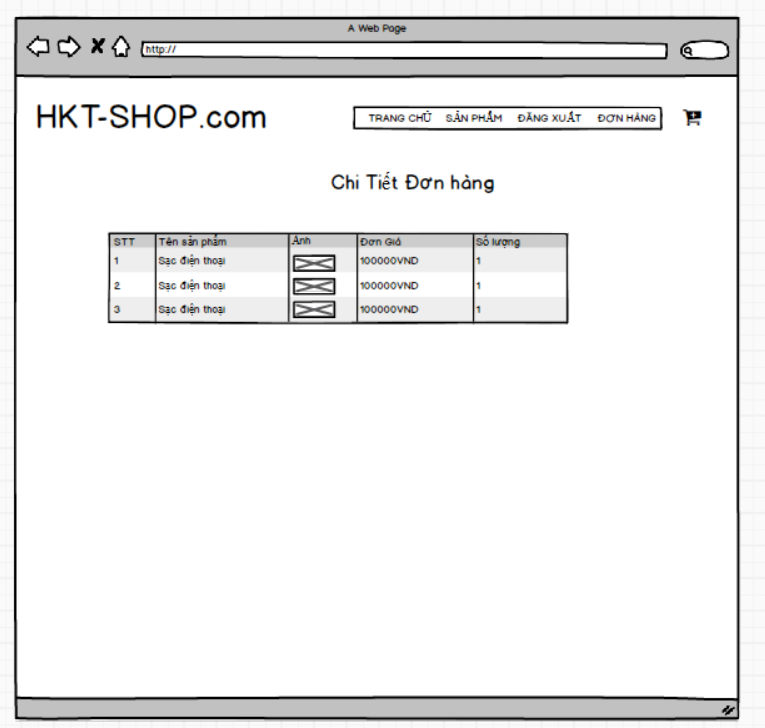 A Web Page
http://
HKT-SHOP.com
TRANG CHỦ SẢN PHẨM ĐĂNG XUẤT ĐƠN HÀNG
Chi Tiết Đơn hàng
STT Tên sản phẩm Ảnh Đơn Giá Số lượng
1 Sạc điện thoại 100000VND 1
2 Sạc điện thoại 100000VND 1
3 Sạc điện thoại 100000VND 1